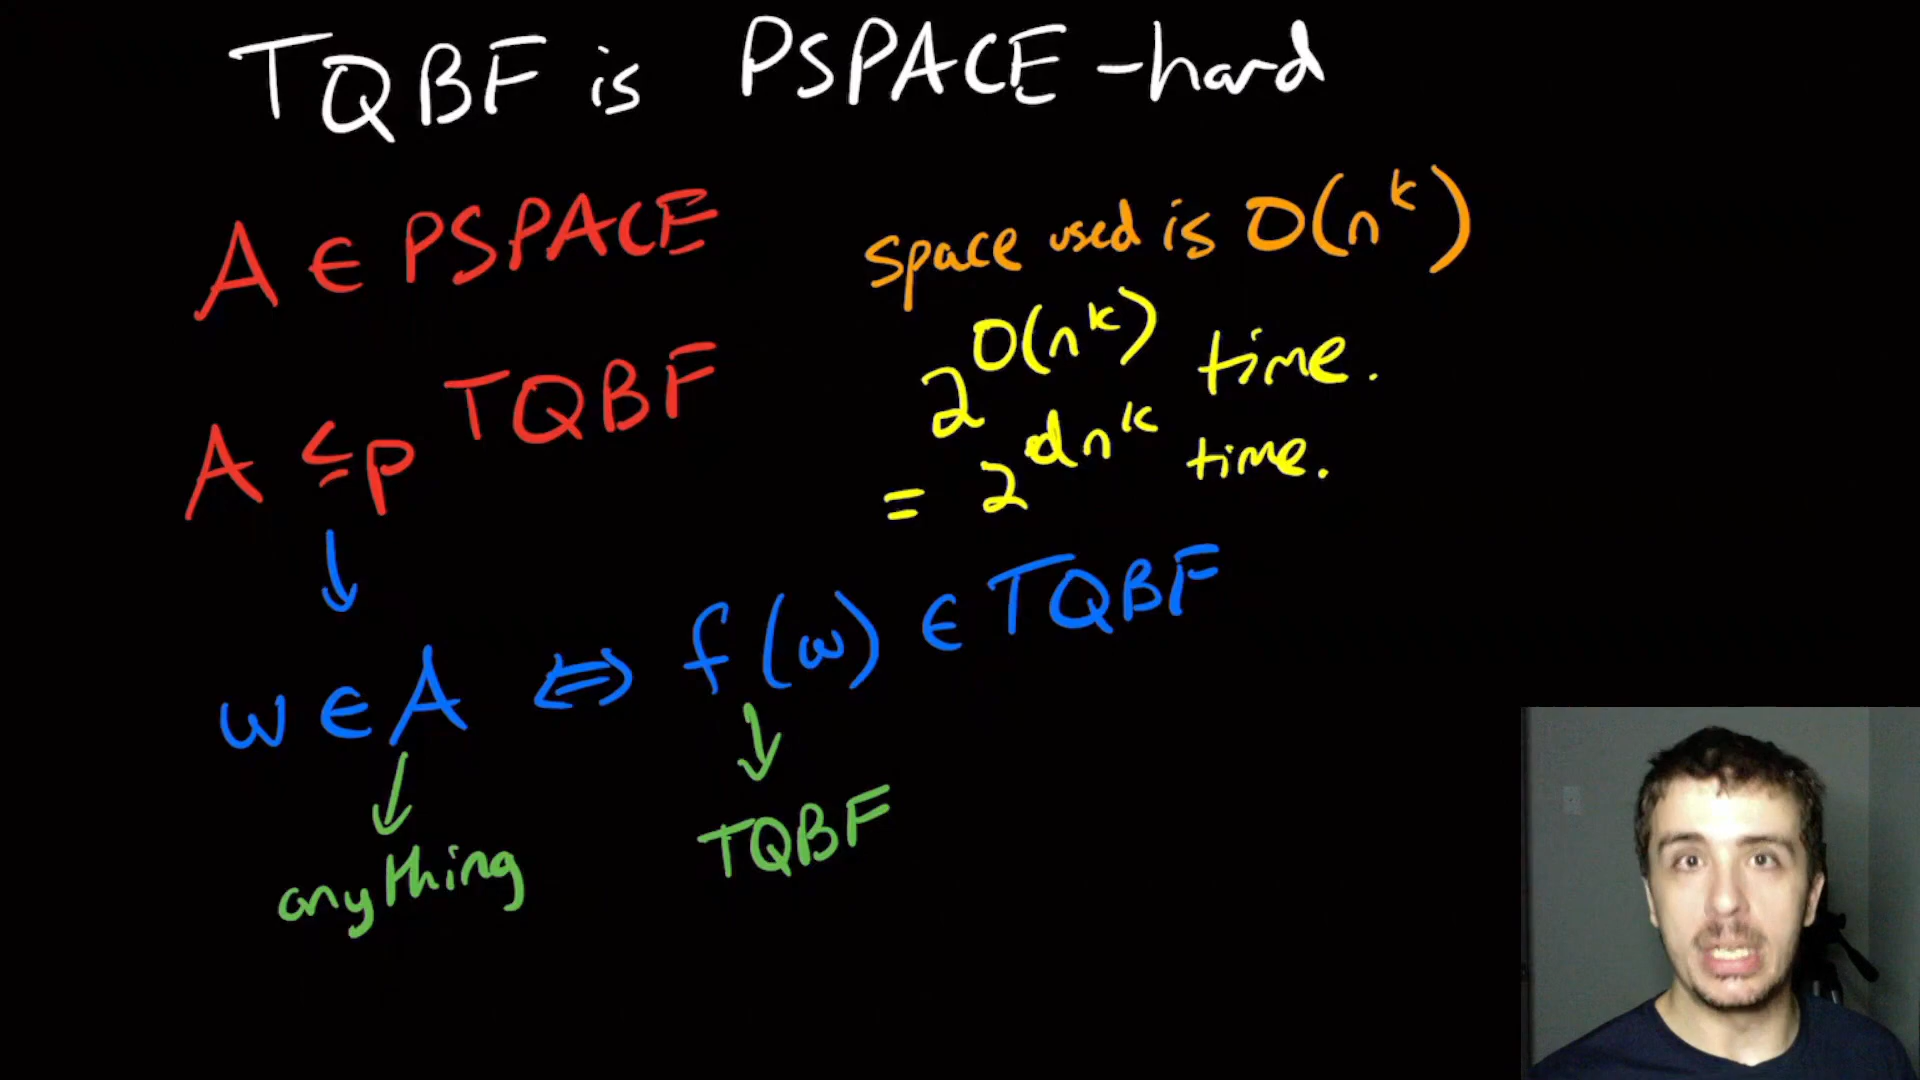 TQBF is PSPACE-hard
A ∈ PSPACE
space used is O(n^k)
2^O(n^k) time.
A ≤p TQBF
= 2^dn^k time.
↓
w ∈ A ⇔ f(w) ∈ TQBF
↓ ↓
anything TQBF